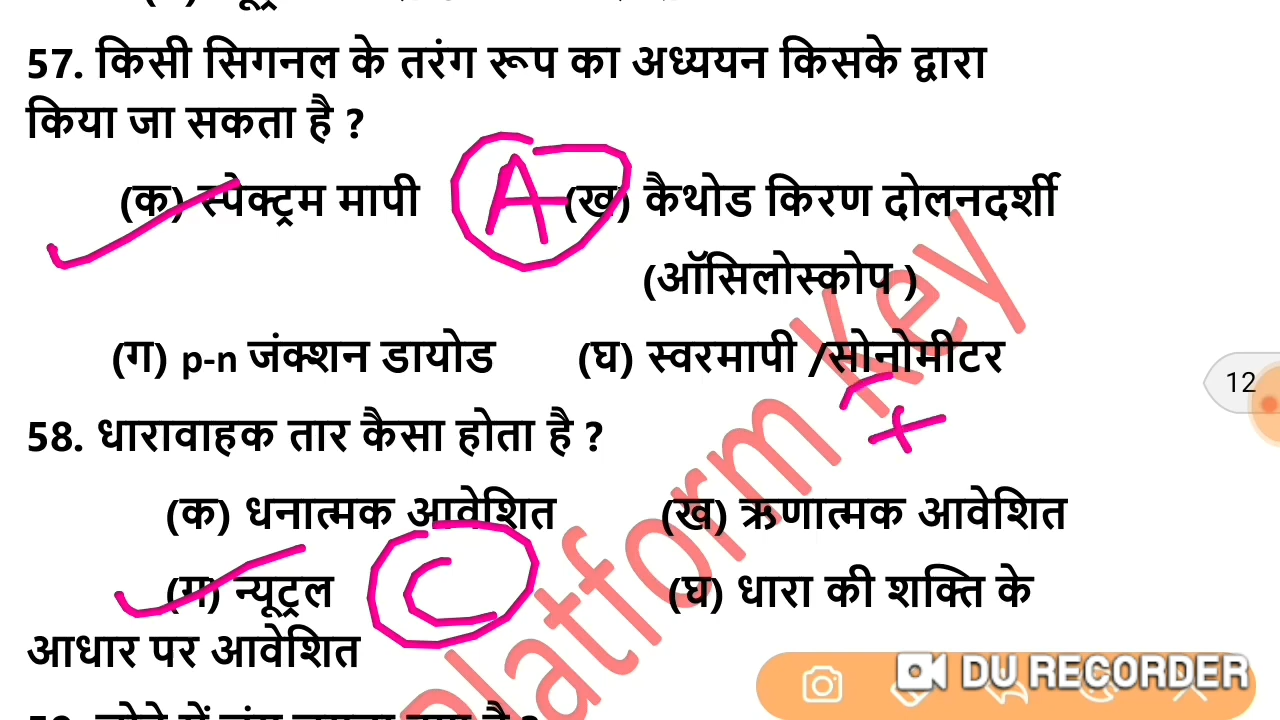 57. किसी सिगनल के तरंग रूप का अध्ययन किसके द्वारा
किया जा सकता है ?
(क) स्पेक्ट्रम मापी A (ख) कैथोड किरण दोलनदर्शी
(ऑसिलोस्कोप )
(ग) p-n जंक्शन डायोड (घ) स्वरमापी /सोनोमीटर
12
58. धारावाहक तार कैसा होता है ?
(क) धनात्मक आवेशित (ख) ऋणात्मक आवेशित
(ग) न्यूट्रल C (घ) धारा की शक्ति के
आधार पर आवेशित
Platform Key
DU RECORDER